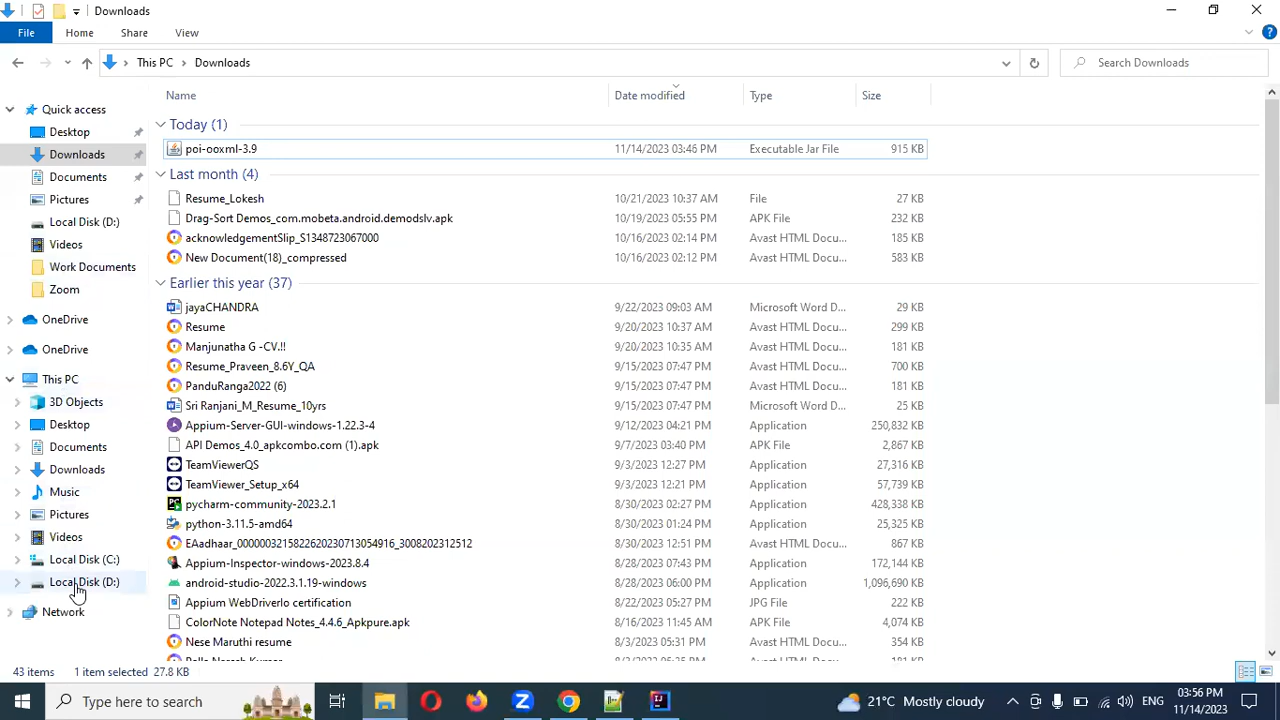 Downloads
File Home Share View
This PC Downloads Search Downloads
Name Date modified Type Size
Quick access
Desktop
Downloads
Documents
Pictures
Local Disk (D:)
Videos
Work Documents
Zoom
OneDrive
OneDrive
This PC
3D Objects
Desktop
Documents
Downloads
Music
Pictures
Videos
Local Disk (C:)
Local Disk (D:)
Network
Today (1)
poi-ooxml-3.9 11/14/2023 03:46 PM Executable Jar File 915 KB
Last month (4)
Resume_Lokesh 10/21/2023 10:37 AM File 27 KB
Drag-Sort Demos_com.mobeta.android.demodslv.apk 10/19/2023 05:55 PM APK File 232 KB
acknowledgementSlip_S1348723067000 10/16/2023 02:14 PM Avast HTML Docu... 185 KB
New Document(18)_compressed 10/16/2023 02:12 PM Avast HTML Docu... 583 KB
Earlier this year (37)
jayaCHANDRA 9/22/2023 09:03 AM Microsoft Word D... 29 KB
Resume 9/20/2023 10:37 AM Avast HTML Docu... 299 KB
Manjunatha G -CV.!! 9/20/2023 10:35 AM Avast HTML Docu... 181 KB
Resume_Praveen_8.6Y_QA 9/15/2023 07:47 PM Avast HTML Docu... 700 KB
PanduRanga2022 (6) 9/15/2023 07:47 PM Avast HTML Docu... 181 KB
Sri Ranjani_M_Resume_10yrs 9/15/2023 07:47 PM Microsoft Word D... 25 KB
Appium-Server-GUI-windows-1.22.3-4 9/12/2023 04:21 PM Application 250,832 KB
API Demos_4.0_apkcombo.com (1).apk 9/7/2023 03:40 PM APK File 2,867 KB
TeamViewerQS 9/3/2023 12:27 PM Application 27,316 KB
TeamViewer_Setup_x64 9/3/2023 12:21 PM Application 57,739 KB
pycharm-community-2023.2.1 8/30/2023 02:27 PM Application 428,338 KB
python-3.11.5-amd64 8/30/2023 01:24 PM Application 25,325 KB
EAadhaar_0000003215822620230713054916_3008202312512 8/30/2023 12:51 PM Avast HTML Docu... 867 KB
Appium-Inspector-windows-2023.8.4 8/28/2023 07:43 PM Application 172,144 KB
android-studio-2022.3.1.19-windows 8/28/2023 06:00 PM Application 1,096,690 KB
Appium WebDriverIo certification 8/22/2023 05:27 PM JPG File 222 KB
ColorNote Notepad Notes_4.4.6_Apkpure.apk 8/16/2023 11:45 AM APK File 4,074 KB
Nese Maruthi resume 8/3/2023 05:31 PM Avast HTML Docu... 354 KB
43 items 1 item selected 27.8 KB
Type here to search 21°C Mostly cloudy ENG 03:56 PM
11/14/2023